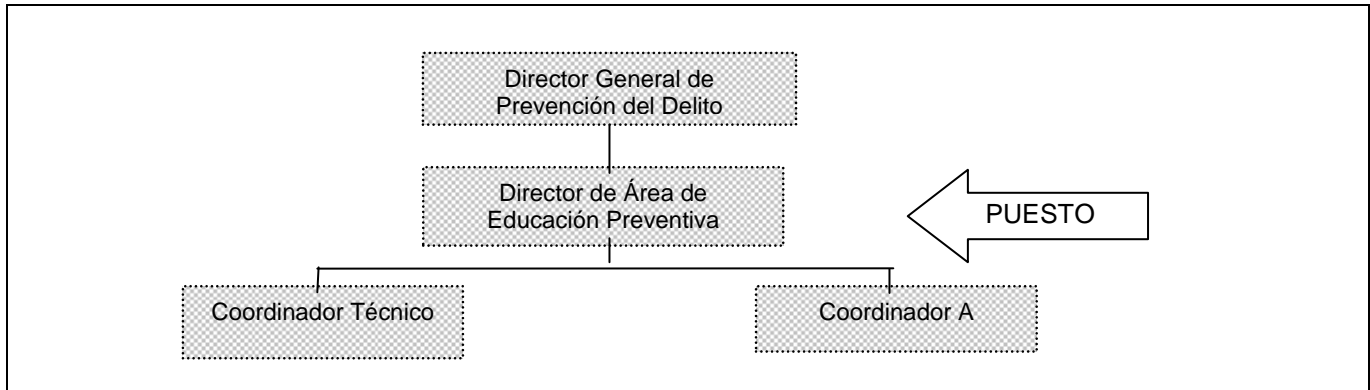 Director General de
Prevención del Delito
Director de Área de
Educación Preventiva
PUESTO
Coordinador Técnico
Coordinador A